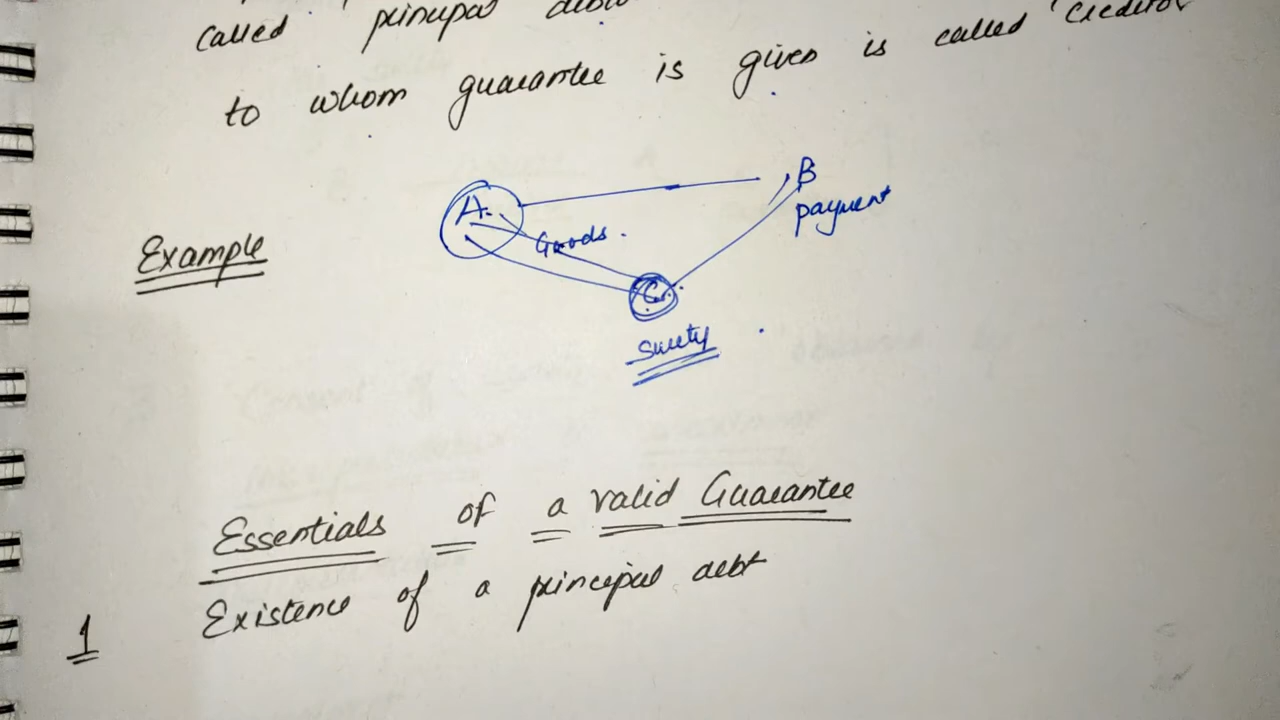 called principal
to whom guarantee is given is called 'Creditor
A.
B
payment
Example
Goods.
C.
Surety
Essentials of a valid Guarantee
1 Existence of a principal debt